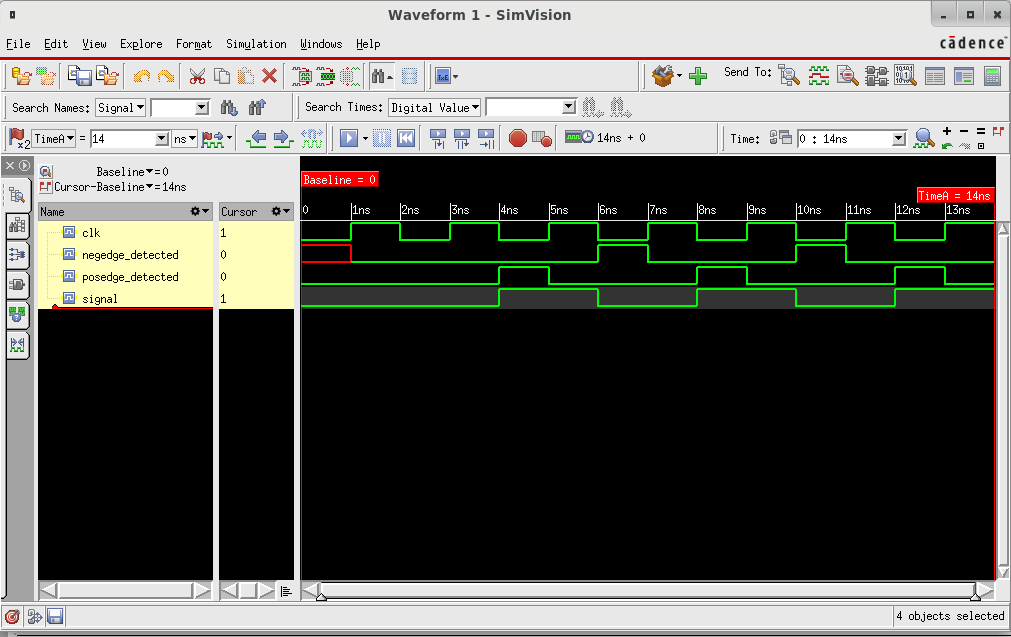 Waveform 1 - SimVision
File Edit View Explore Format Simulation Windows Help
cādence™
Send To:
Search Names: Signal
Search Times: Digital Value
x2 TimeA = 14 ns
14ns + 0
Time: 0 : 14ns
Baseline=0
Cursor-Baseline=14ns
Baseline = 0
TimeA = 14ns
Name Cursor
0 1ns 2ns 3ns 4ns 5ns 6ns 7ns 8ns 9ns 10ns 11ns 12ns 13ns
clk 1
negedge_detected 0
posedge_detected 0
signal 1
4 objects selected